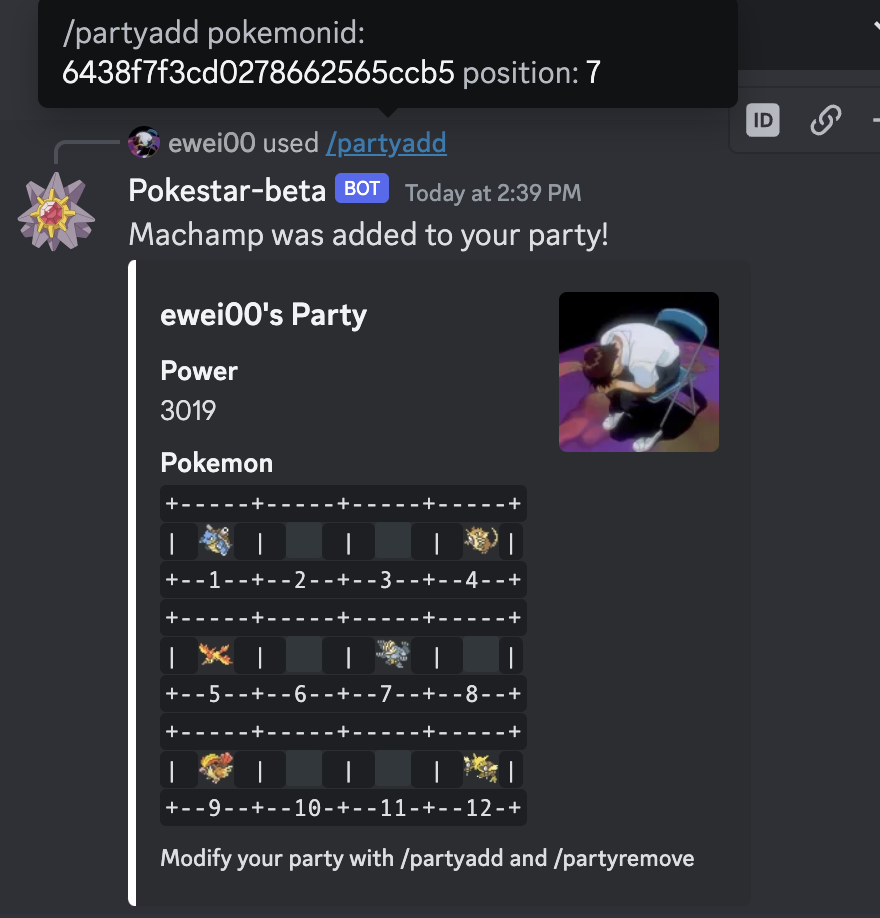 /partyadd pokemonid:
6438f7f3cd0278662565ccb5 position: 7
ID
ewei00 used /partyadd
Pokestar-beta BOT Today at 2:39 PM
Machamp was added to your party!
ewei00's Party
Power
3019
Pokemon
+-----+-----+-----+-----+
| | | | |
+--1--+--2--+--3--+--4--+
+-----+-----+-----+-----+
| | | | |
+--5--+--6--+--7--+--8--+
+-----+-----+-----+-----+
| | | | |
+--9--+--10-+--11-+--12-+
Modify your party with /partyadd and /partyremove